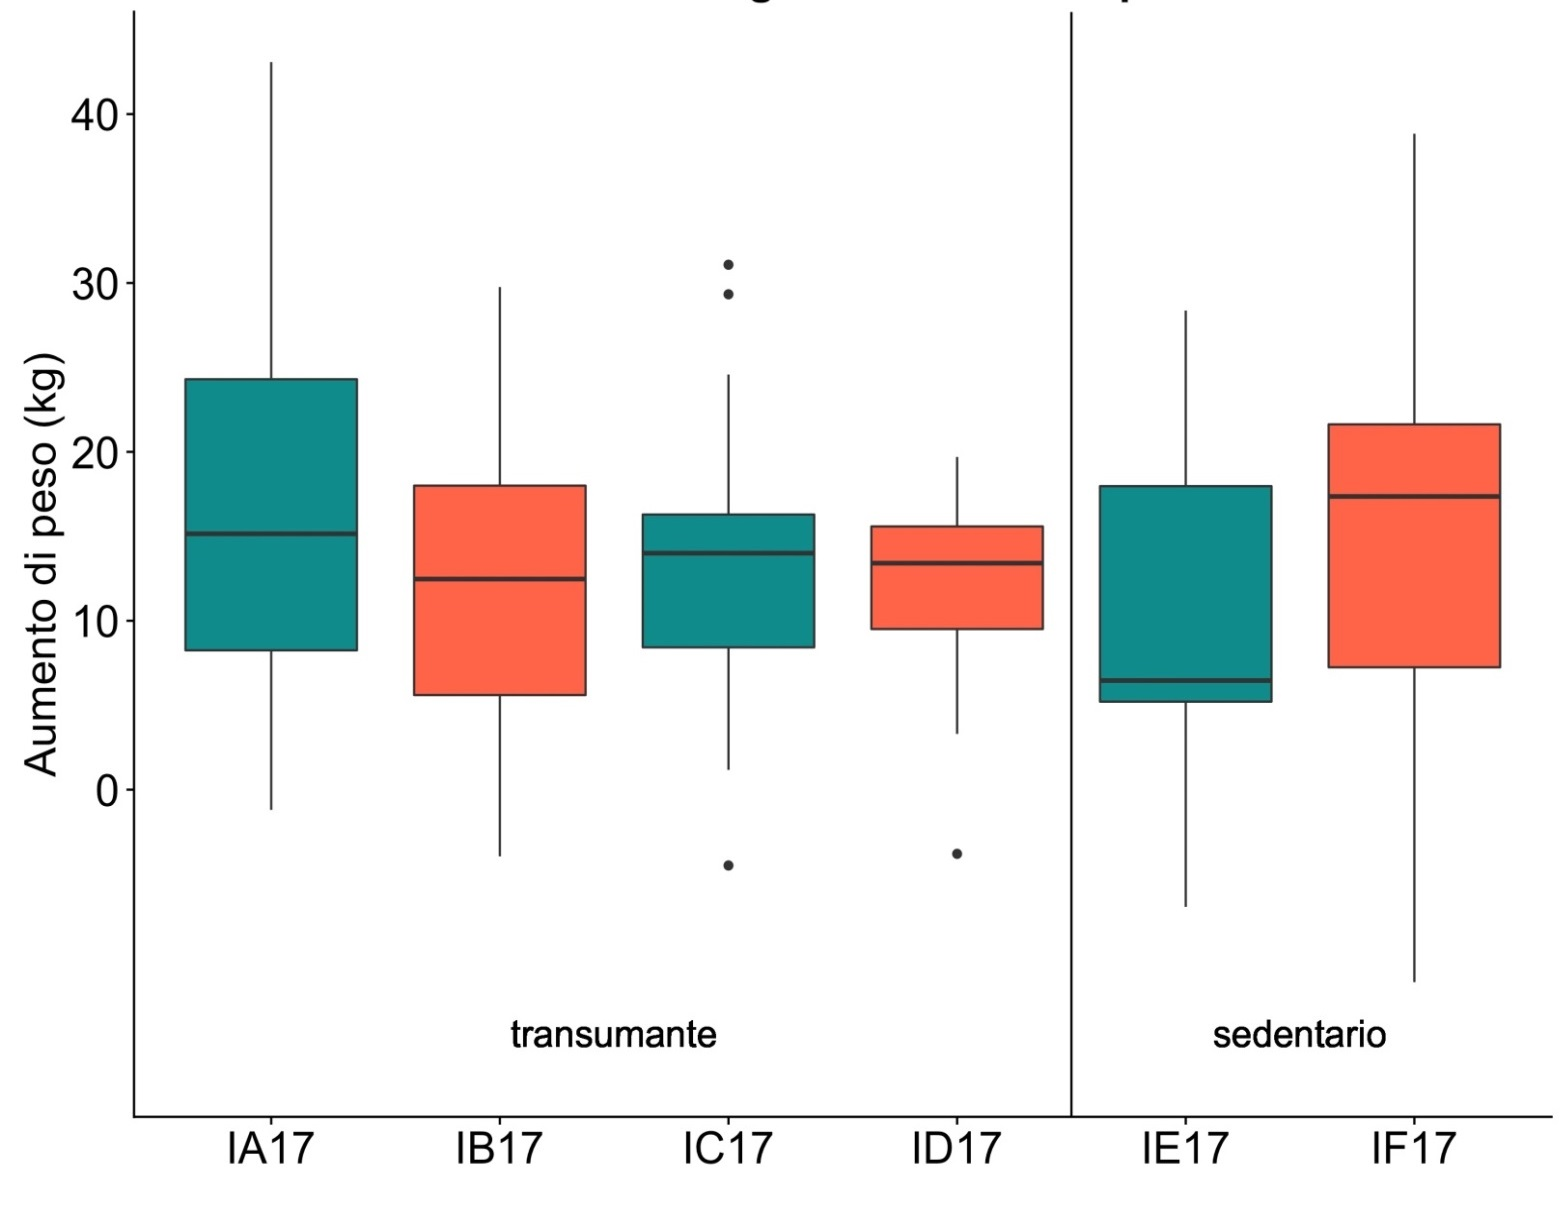 Aumento di peso (kg)
40
30
20
10
0
transumante
sedentario
IA17 IB17 IC17 ID17 IE17 IF17